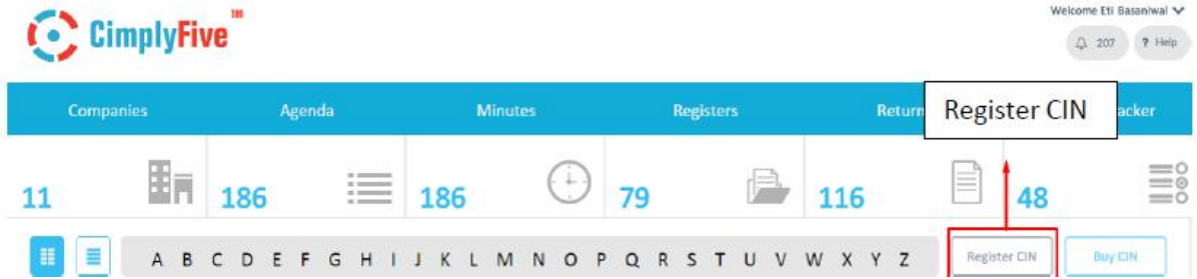 Welcome Eti Basaniwal
CimplyFive™
207 ? Help
Companies Agenda Minutes Registers Return Register CIN acker
11 186 186 79 116 48
A B C D E F G H I J K L M N O P Q R S T U V W X Y Z Register CIN Buy CIN